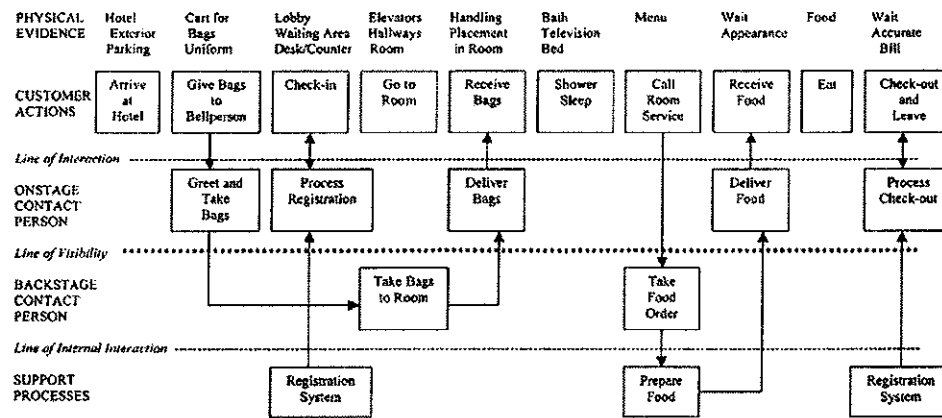 PHYSICAL
EVIDENCE
Hotel
Exterior
Parking
Cart for
Bags
Uniform
Lobby
Waiting Area
Desk/Counter
Elevators
Hallways
Room
Handling
Placement
in Room
Bath
Television
Bed
Menu
Wait
Appearance
Food
Wait
Accurate
Bill
CUSTOMER
ACTIONS
Arrive
at
Hotel
Give Bags
to
Bellperson
Check-in
Go to
Room
Receive
Bags
Shower
Sleep
Call
Room
Service
Receive
Food
Eat
Check-out
and
Leave
Line of Interaction
ONSTAGE
CONTACT
PERSON
Greet and
Take
Bags
Process
Registration
Deliver
Bags
Deliver
Food
Process
Check-out
Line of Visibility
BACKSTAGE
CONTACT
PERSON
Take Bags
to Room
Take
Food
Order
Line of Internal Interaction
SUPPORT
PROCESSES
Registration
System
Prepare
Food
Registration
System